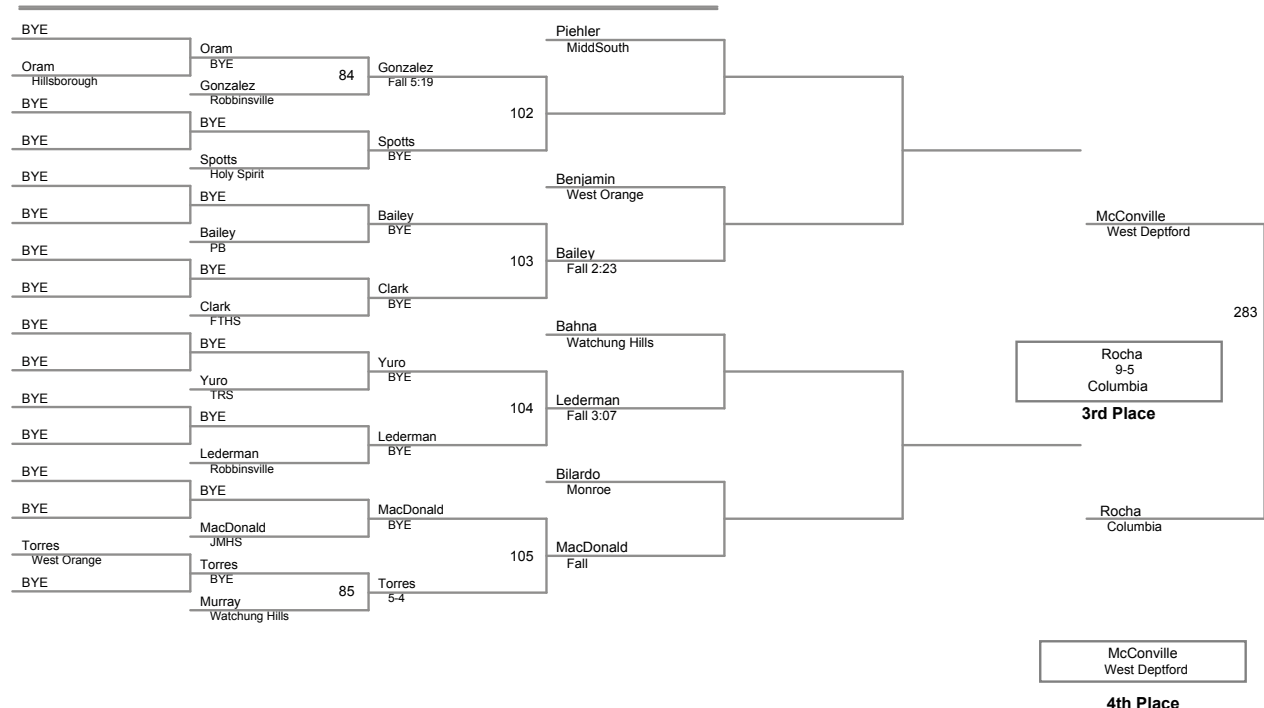 BYE
Oram
Hillsborough
BYE
BYE
BYE
BYE
BYE
BYE
BYE
BYE
BYE
BYE
BYE
BYE
Torres
West Orange
BYE
Oram
BYE
84
Gonzalez
Robbinsville
BYE
Spotts
Holy Spirit
BYE
Bailey
PB
BYE
Clark
FTHS
BYE
Yuro
TRS
BYE
Lederman
Robbinsville
BYE
MacDonald
JMHS
Torres
BYE
85
Murray
Watchung Hills
Gonzalez
Fall 5:19
102
Spotts
BYE
Bailey
BYE
103
Clark
BYE
Yuro
BYE
104
Lederman
BYE
MacDonald
BYE
105
Torres
5-4
Piehler
MiddSouth
Benjamin
West Orange
Bailey
Fall 2:23
Bahna
Watchung Hills
Lederman
Fall 3:07
Bilardo
Monroe
MacDonald
Fall
McConville
West Deptford
283
Rocha
9-5
Columbia
3rd Place
Rocha
Columbia
McConville
West Deptford
4th Place